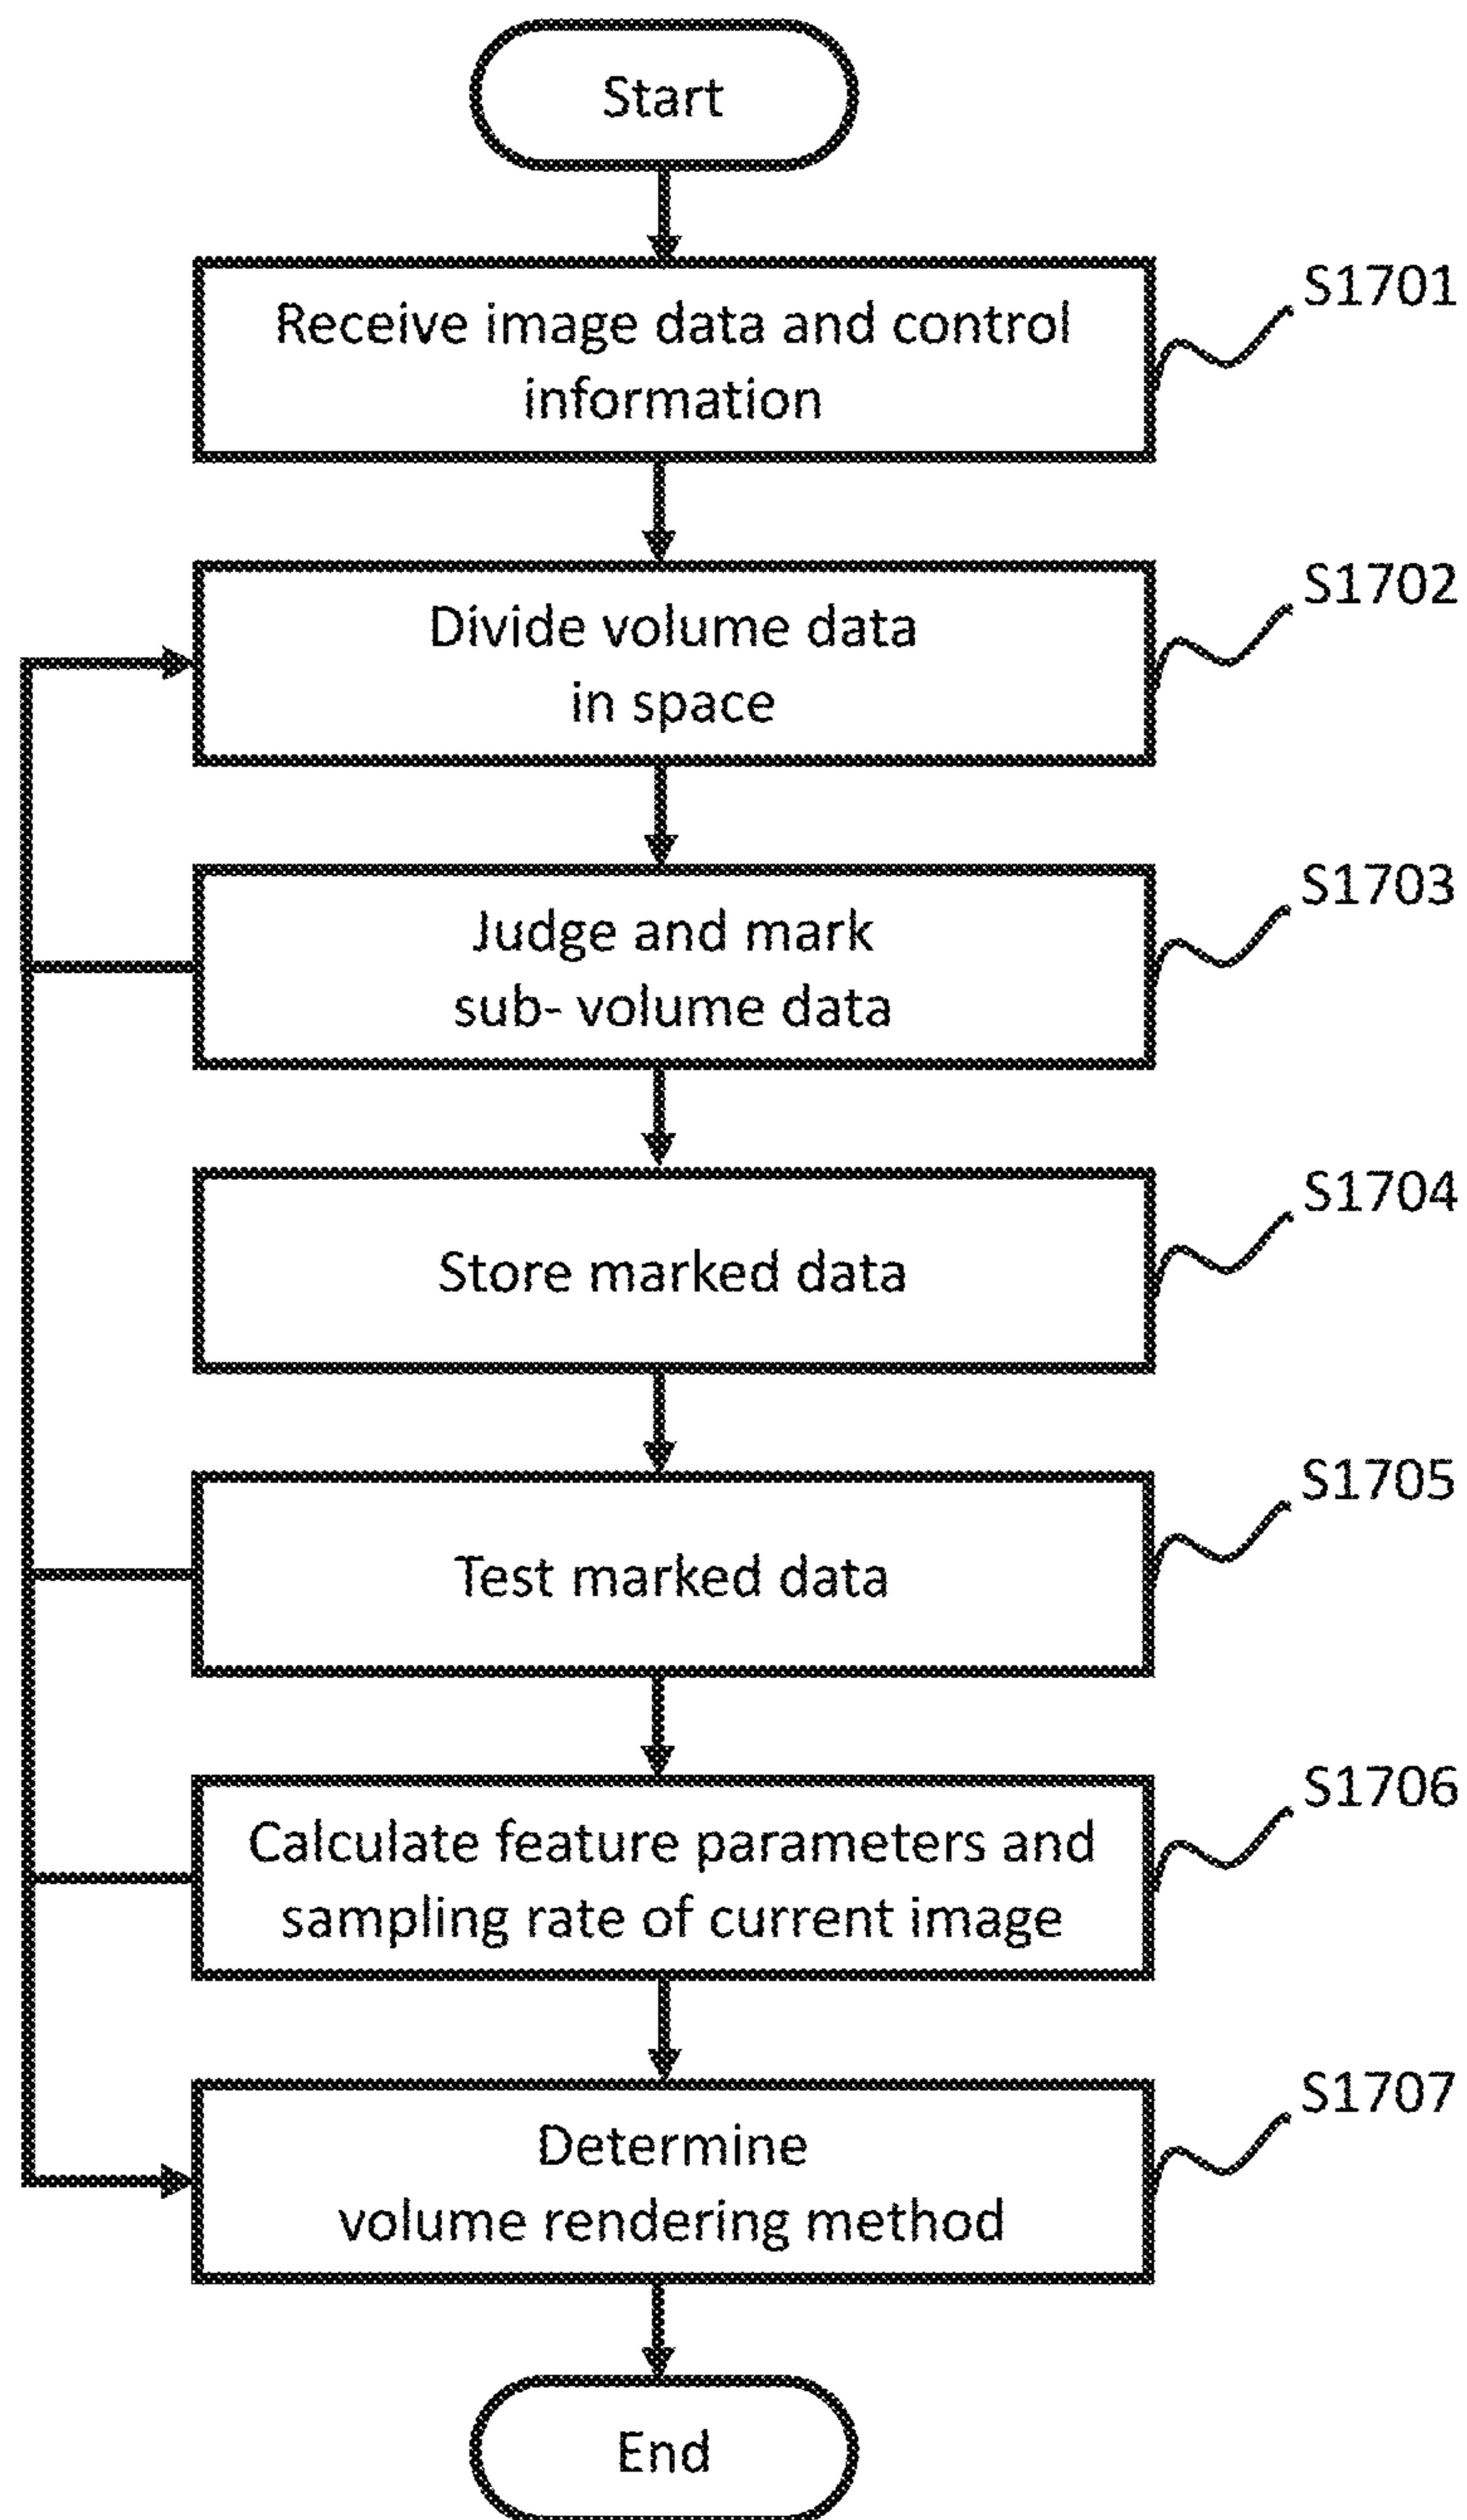 Start
S1701
Receive image data and control
information
S1702
Divide volume data
in space
S1703
Judge and mark
sub- volume data
S1704
Store marked data
S1705
Test marked data
S1706
Calculate feature parameters and
sampling rate of current image
S1707
Determine
volume rendering method
End